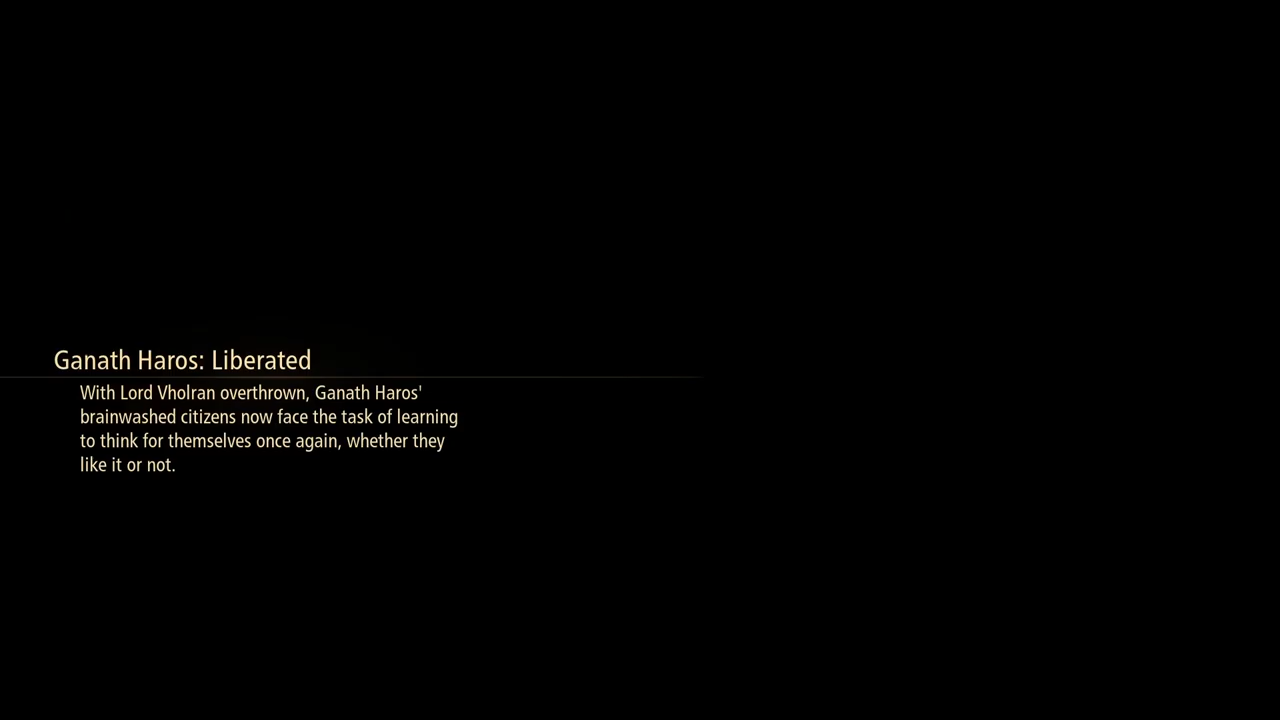 Ganath Haros: Liberated
With Lord Vholran overthrown, Ganath Haros'
brainwashed citizens now face the task of learning
to think for themselves once again, whether they
like it or not.